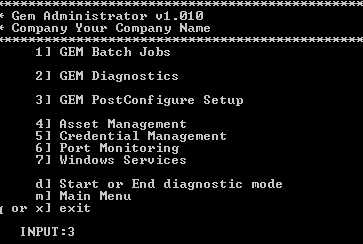 ***********************************************
* Gem Administrator v1.010
* Company Your Company Name
***********************************************
1] GEM Batch Jobs
2] GEM Diagnostics
3] GEM PostConfigure Setup
4] Asset Management
5] Credential Management
6] Port Monitoring
7] Windows Services
d] Start or End diagnostic mode
m] Main Menu
( or x] exit
INPUT:3